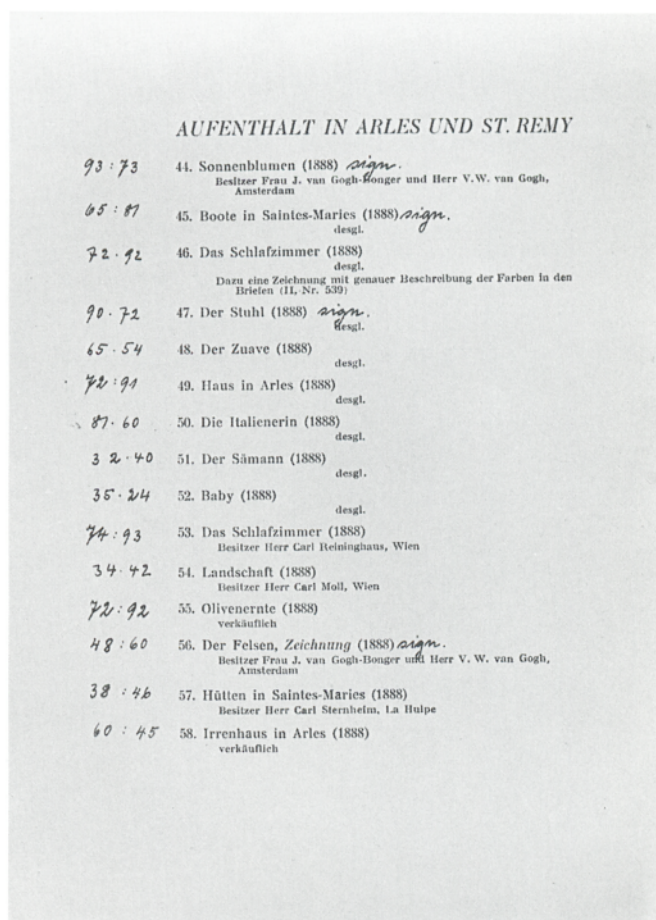 AUFENTHALT IN ARLES UND ST. REMY
93 : 73 44. Sonnenblumen (1888) sign.
Besitzer Frau J. van Gogh-Bonger und Herr V.W. van Gogh,
Amsterdam
65 : 81 45. Boote in Saintes-Maries (1888) sign.
desgl.
72 · 92 46. Das Schlafzimmer (1888)
desgl.
Dazu eine Zeichnung mit genauer Beschreibung der Farben in den
Briefen (II, Nr. 539)
90 · 72 47. Der Stuhl (1888) sign.
desgl.
65 · 54 48. Der Zuave (1888)
desgl.
72 : 91 49. Haus in Arles (1888)
desgl.
81 · 60 50. Die Italienerin (1888)
desgl.
32 · 40 51. Der Sämann (1888)
desgl.
35 · 24 52. Baby (1888)
desgl.
74 : 93 53. Das Schlafzimmer (1888)
Besitzer Herr Carl Reininghaus, Wien
34 · 42 54. Landschaft (1888)
Besitzer Herr Carl Moll, Wien
72 : 92 55. Olivenernte (1888)
verkäuflich
48 : 60 56. Der Felsen, Zeichnung (1888) sign.
Besitzer Frau J. van Gogh-Bonger und Herr V. W. van Gogh,
Amsterdam
38 : 46 57. Hütten in Saintes-Maries (1888)
Besitzer Herr Carl Sternheim, La Hulpe
60 : 45 58. Irrenhaus in Arles (1888)
verkäuflich